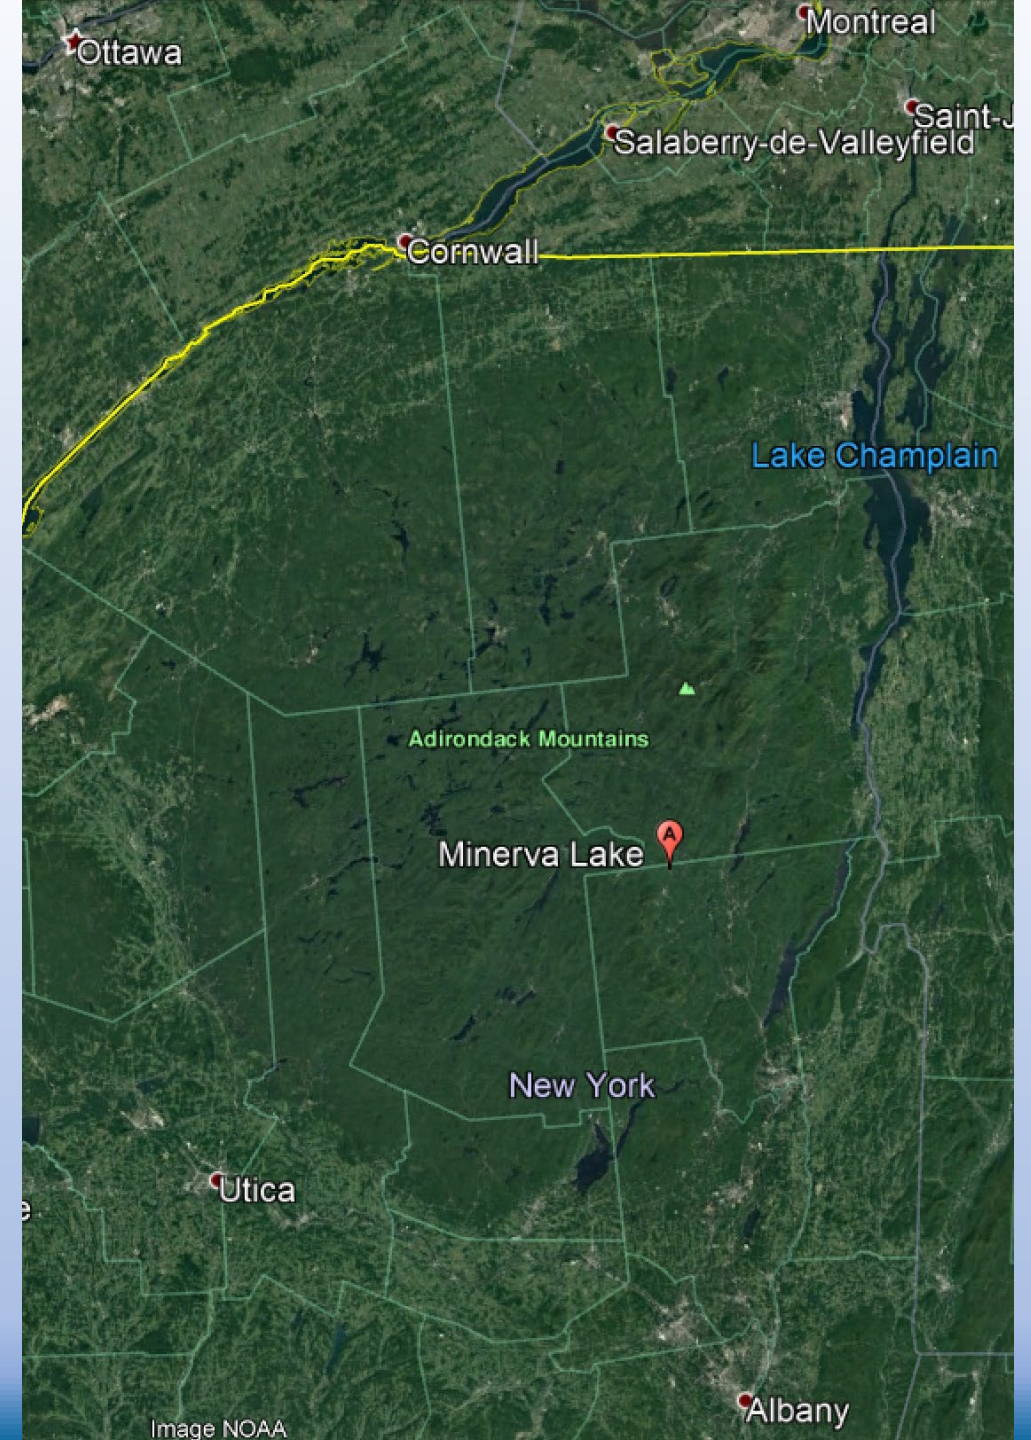 Montreal
Ottawa
Saint-J
Salaberry-de-Valleyfield
Cornwall
Lake Champlain
Adirondack Mountains
A
Minerva Lake
New York
Utica
e
Albany
Image NOAA